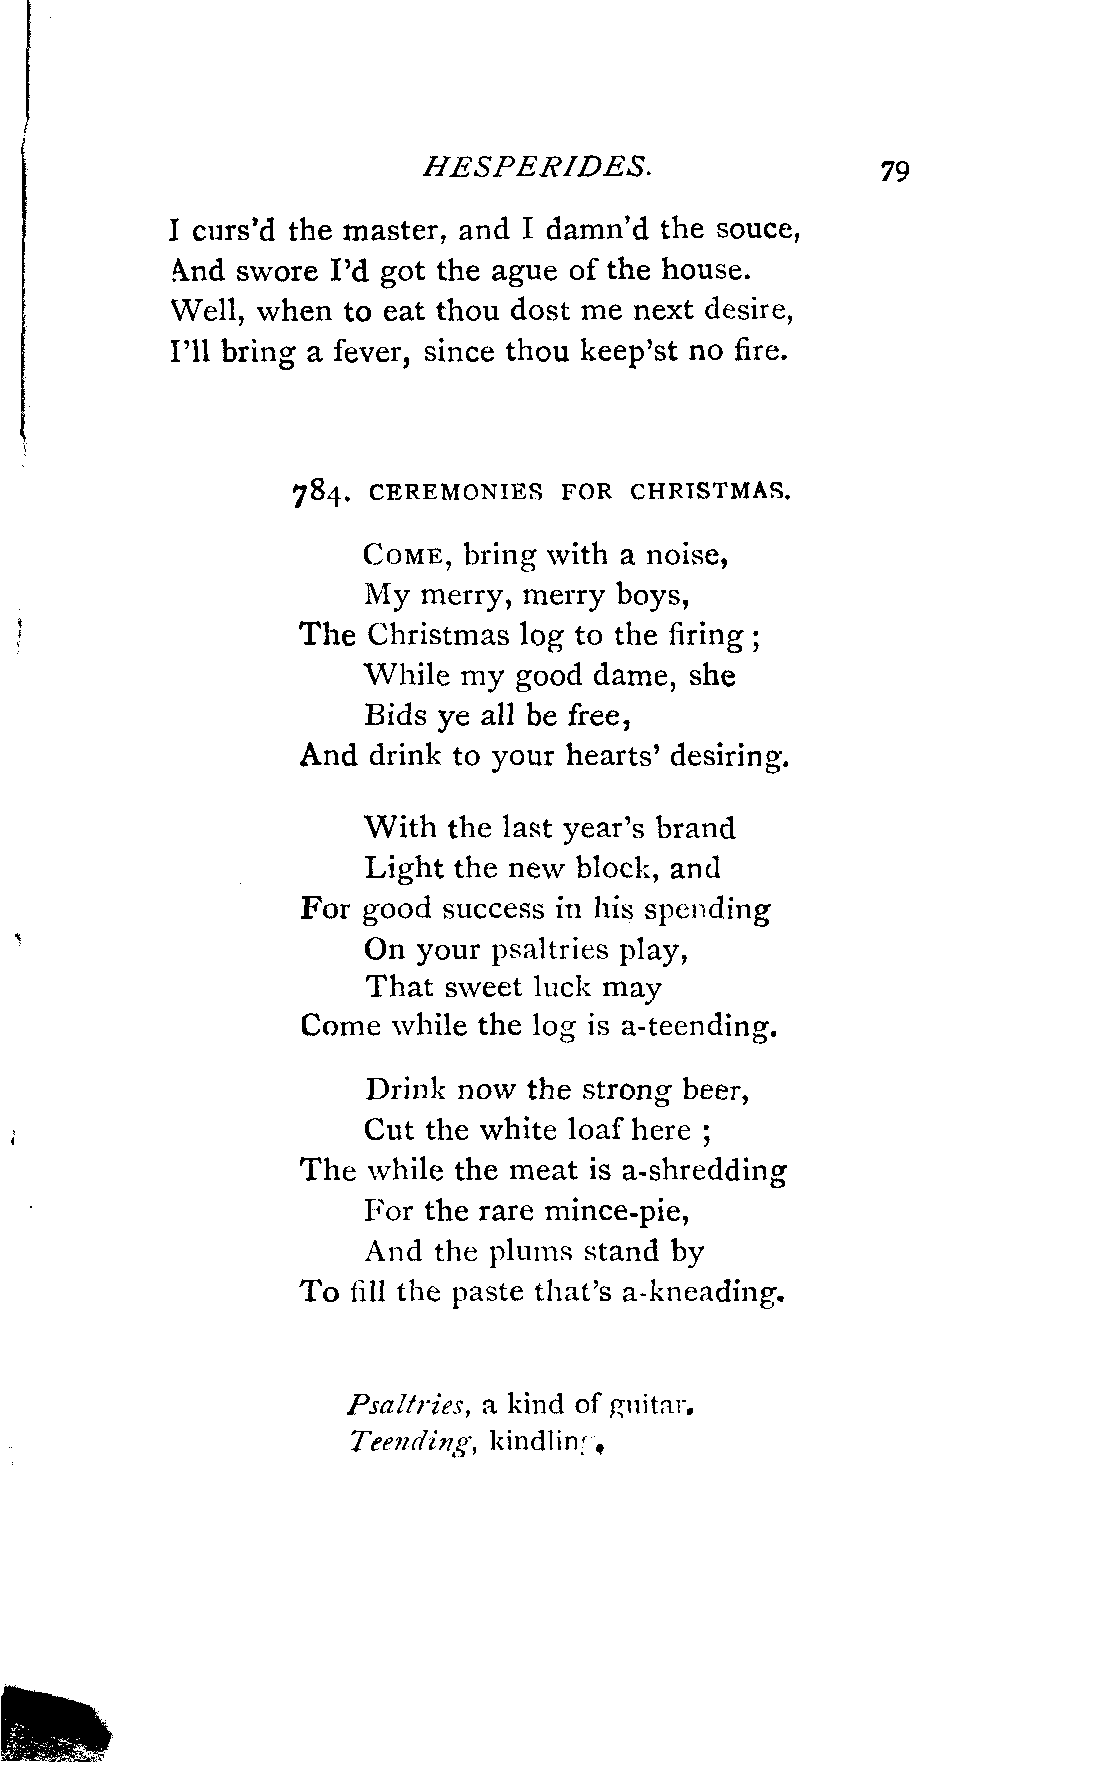 HESPERIDES. 79
I curs'd the master, and I damn'd the souce,
And swore I'd got the ague of the house.
Well, when to eat thou dost me next desire,
I'll bring a fever, since thou keep'st no fire.
784. CEREMONIES FOR CHRISTMAS.
COME, bring with a noise,
My merry, merry boys,
The Christmas log to the firing ;
While my good dame, she
Bids ye all be free,
And drink to your hearts' desiring.
With the last year's brand
Light the new block, and
For good success in his spending
On your psaltries play,
That sweet luck may
Come while the log is a-teending.
Drink now the strong beer,
Cut the white loaf here ;
The while the meat is a-shredding
For the rare mince-pie,
And the plums stand by
To fill the paste that's a-kneading.
Psaltries, a kind of guitar.
Teending, kindling.